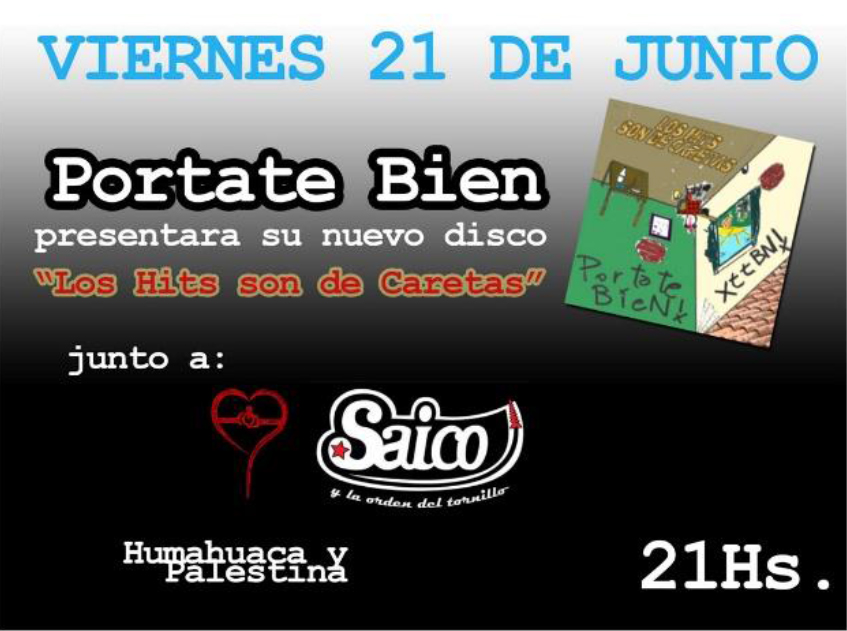 VIERNES 21 DE JUNIO
LOS HITS
SON DE CARETAS
Portate Bien
presentara su nuevo disco
“Los Hits son de Caretas”
Portate
BieN!
XttBN!
junto a:
Saico
y la orden del tornillo
Humahuaca y
Palestina
21Hs.